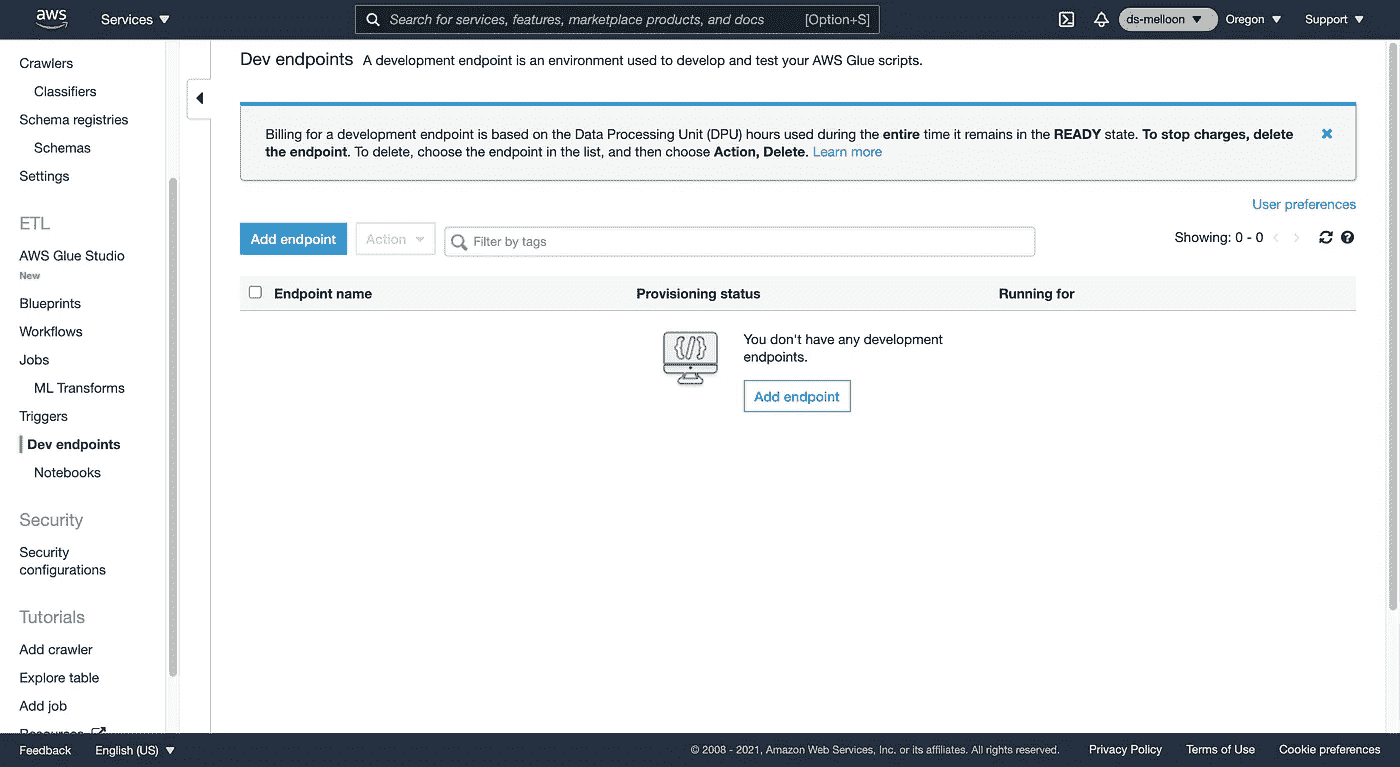 aws
Services
Search for services, features, marketplace products, and docs [Option+S]
ds-melloon
Oregon
Support
Crawlers
Classifiers
Schema registries
Schemas
Settings
ETL
AWS Glue Studio
New
Blueprints
Workflows
Jobs
ML Transforms
Triggers
Dev endpoints
Notebooks
Security
Security
configurations
Tutorials
Add crawler
Explore table
Add job
Resources
Dev endpoints A development endpoint is an environment used to develop and test your AWS Glue scripts.
Billing for a development endpoint is based on the Data Processing Unit (DPU) hours used during the entire time it remains in the READY state. To stop charges, delete
the endpoint. To delete, choose the endpoint in the list, and then choose Action, Delete. Learn more
User preferences
Add endpoint
Action
Filter by tags
Showing: 0 - 0
Endpoint name Provisioning status Running for
{/}
You don't have any development
endpoints.
Add endpoint
Feedback
English (US)
© 2008 - 2021, Amazon Web Services, Inc. or its affiliates. All rights reserved.
Privacy Policy
Terms of Use
Cookie preferences